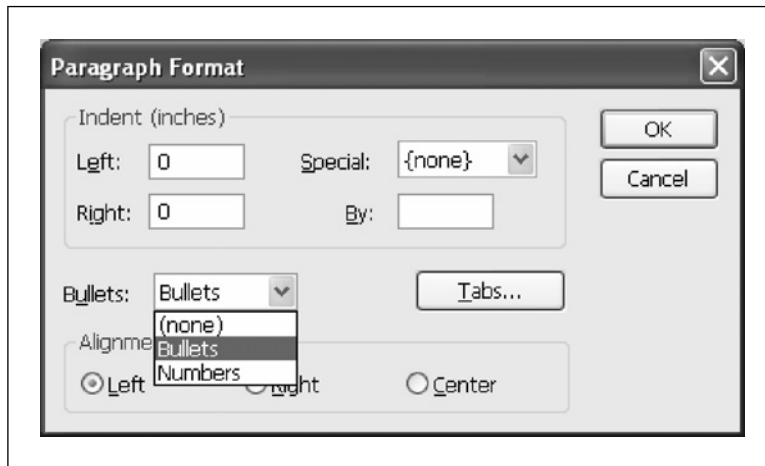 Paragraph Format
Indent (inches)
Left: 0 Special: {none}
Right: 0 By:
OK
Cancel
Bullets: Bullets Tabs...
(none)
Bullets
Numbers
Left Center